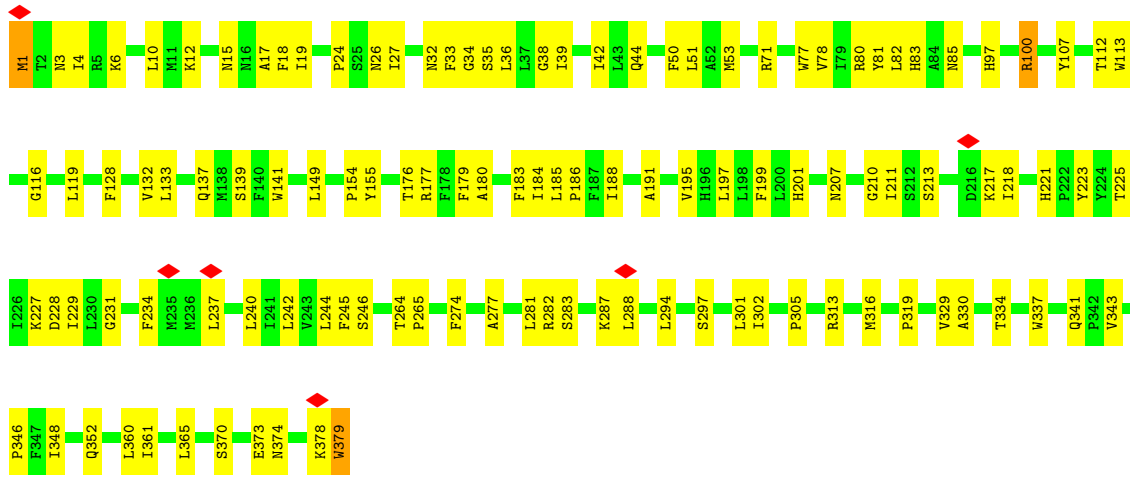 M1 T2 N3 I4 R5 K6 L10 M11 K12 N15 N16 A17 F18 I19 P24 S25 N26 I27 N32 F33 G34 S35 L36 L37 G38 I39 I42 L43 Q44 F50 L51 A52 M53 R71 W77 V78 I79 R80 Y81 L82 H83 A84 N85 H97 R100 Y107 T112 W113
G116 L119 F128 V132 L133 Q137 M138 S139 F140 W141 L149 P154 Y155 T176 R177 F178 F179 A180 F183 I184 L185 P186 F187 I188 A191 V195 H196 L197 L198 F199 L200 H201 N207 G210 I211 S212 S213 D216 K217 I218 H221 P222 Y223 Y224 T225
I226 K227 D228 I229 L230 G231 F234 M235 M236 L237 L240 I241 L242 V243 L244 F245 S246 T264 P265 F274 A277 L281 R282 S283 K287 L288 L294 S297 L301 I302 P305 R313 M316 P319 V329 A330 T334 W337 Q341 P342 V343
P346 F347 I348 Q352 L360 I361 L365 S370 E373 N374 K378 W379